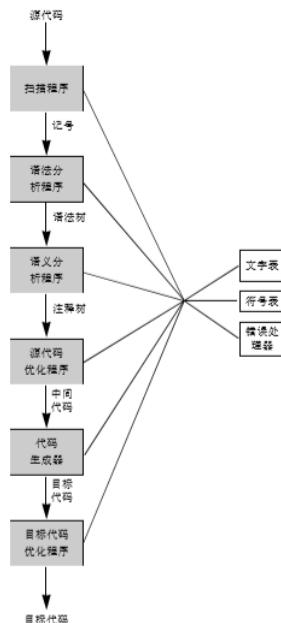 源代码
扫描程序
记号
语法分
析程序
语法树
语义分
析程序
注释树
源代码
优化程序
中间
代码
代码
生成器
目标
代码
目标代码
优化程序
目标代码
文字表
符号表
错误处
理器